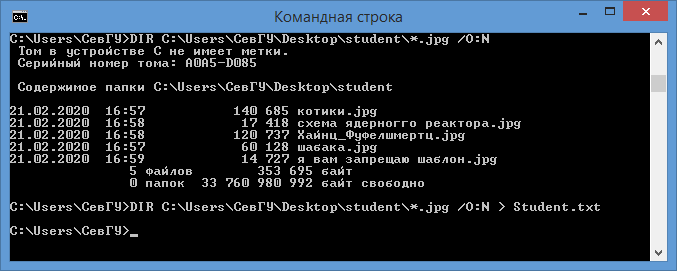 Командная строка
C:\Users\СевГУ>DIR C:\Users\СевГУ\Desktop\student\*.jpg /O:N
Том в устройстве C не имеет метки.
Серийный номер тома: A0A5-D085
Содержимое папки C:\Users\СевГУ\Desktop\student
21.02.2020  16:57           140 685 котики.jpg
21.02.2020  16:58            17 418 схема ядерногго реактора.jpg
21.02.2020  16:58           120 737 Хайнц_Фуфелшмертц.jpg
21.02.2020  16:57            60 128 шабака.jpg
21.02.2020  16:59            14 727 я вам запрещаю шаблон.jpg
5 файлов        353 695 байт
0 папок  33 760 980 992 байт свободно
C:\Users\СевГУ>DIR C:\Users\СевГУ\Desktop\student\*.jpg /O:N > Student.txt
C:\Users\СевГУ>_